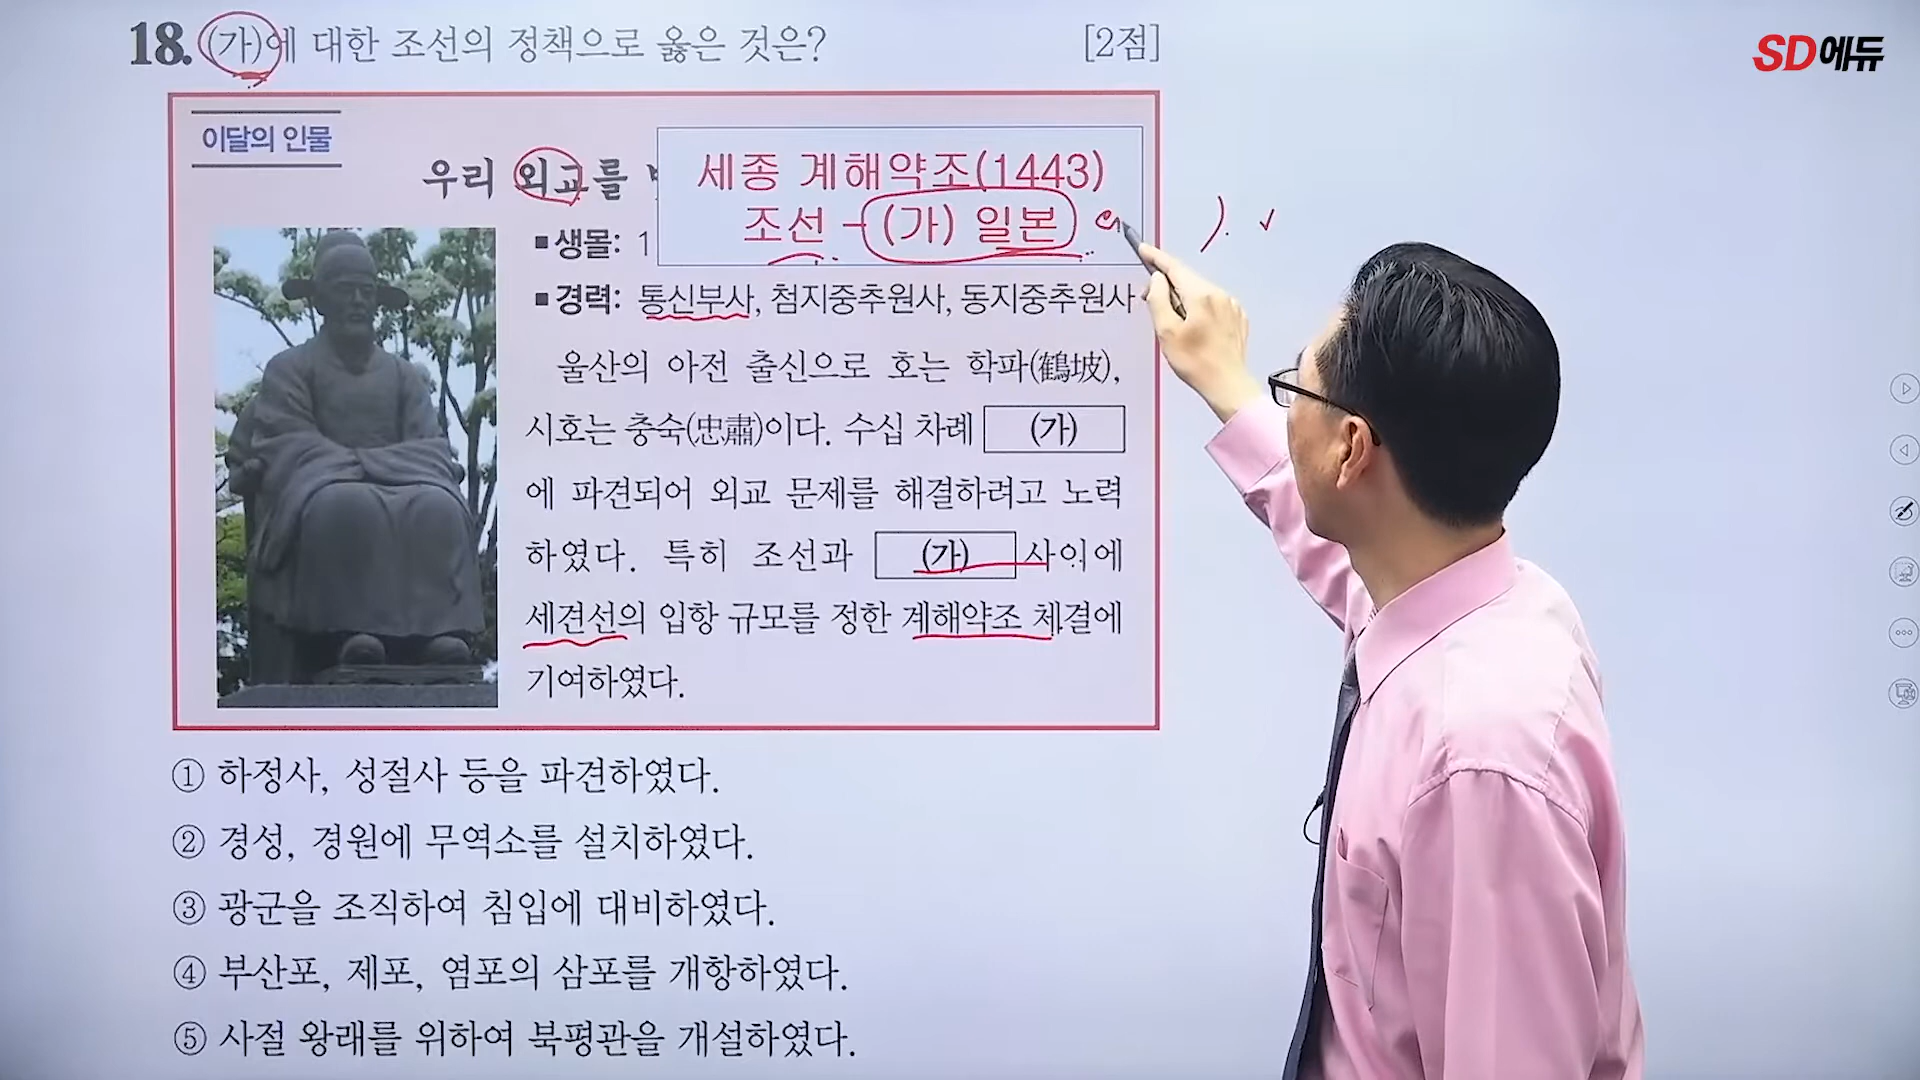 18. (가)에 대한 조선의 정책으로 옳은 것은? [2점]
SD에듀
이달의 인물
우리 외교를
세종 계해약조(1443)
조선 - (가) 일본
■ 생몰: 1
■ 경력: 통신부사, 첨지중추원사, 동지중추원사
울산의 아전 출신으로 호는 학파(鶴坡),
시호는 충숙(忠肅)이다. 수십 차례 (가)
에 파견되어 외교 문제를 해결하려고 노력
하였다. 특히 조선과 (가) 사이에
세견선의 입항 규모를 정한 계해약조 체결에
기여하였다.
① 하정사, 성절사 등을 파견하였다.
② 경성, 경원에 무역소를 설치하였다.
③ 광군을 조직하여 침입에 대비하였다.
④ 부산포, 제포, 염포의 삼포를 개항하였다.
⑤ 사절 왕래를 위하여 북평관을 개설하였다.